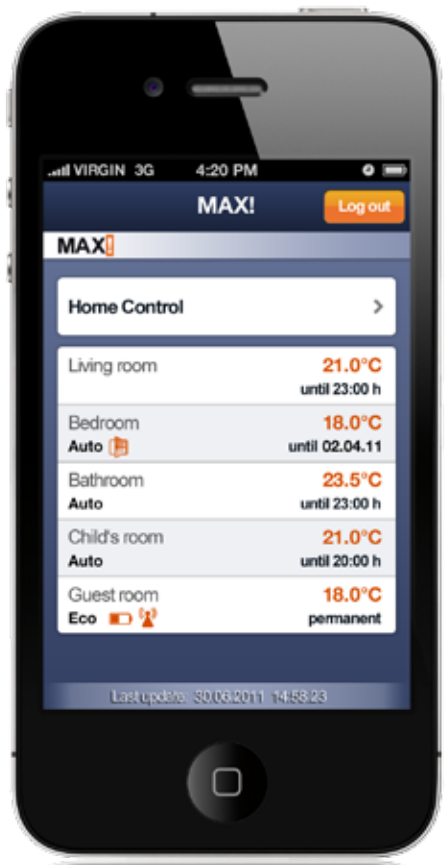 VIRGIN 3G 4:20 PM
MAX! Log out
MAX!
Home Control
Living room 21.0°C
until 23:00 h
Bedroom 18.0°C
Auto until 02.04.11
Bathroom 23.5°C
Auto until 23:00 h
Child's room 21.0°C
Auto until 20:00 h
Guest room 18.0°C
Eco permanent
Last update: 30.06.2011 14:58:23